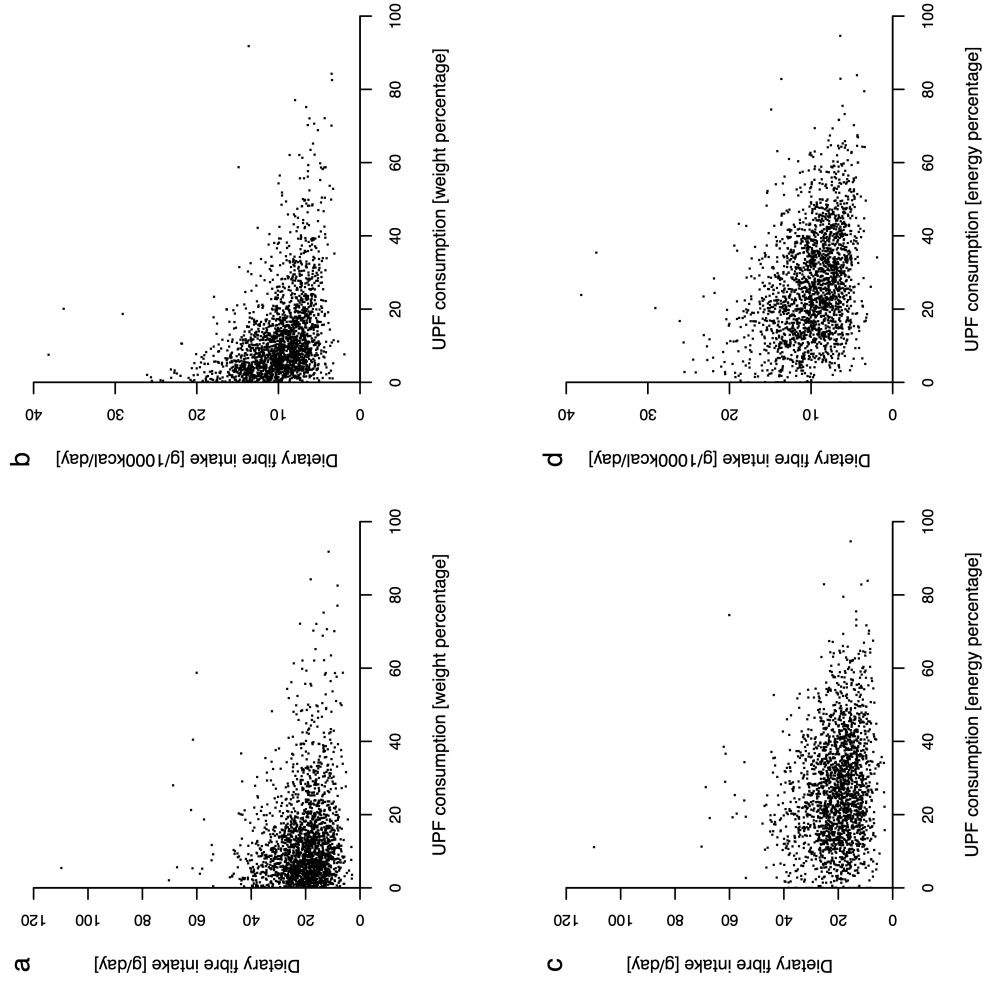 a
Dietary fibre intake [g/day]
0 20 40 60 80 100 120
0 20 40 60 80 100
UPF consumption [weight percentage]
b
Dietary fibre intake [g/1000kcal/day]
0 10 20 30 40
0 20 40 60 80 100
UPF consumption [weight percentage]
c
Dietary fibre intake [g/day]
0 20 40 60 80 100 120
0 20 40 60 80 100
UPF consumption [energy percentage]
d
Dietary fibre intake [g/1000kcal/day]
0 10 20 30 40
0 20 40 60 80 100
UPF consumption [energy percentage]